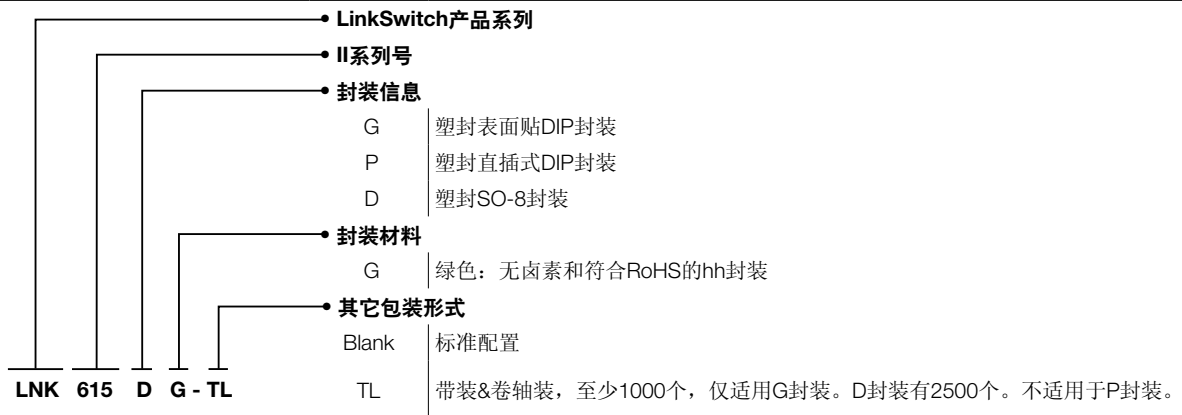 LinkSwitch产品系列
II系列号
封装信息
G 塑封表面贴DIP封装
P 塑封直插式DIP封装
D 塑封SO-8封装
封装材料
G 绿色：无卤素和符合RoHS的hh封装
其它包装形式
Blank 标准配置
TL 带装&卷轴装，至少1000个，仅适用G封装。D封装有2500个。不适用于P封装。
LNK 615 D G - TL